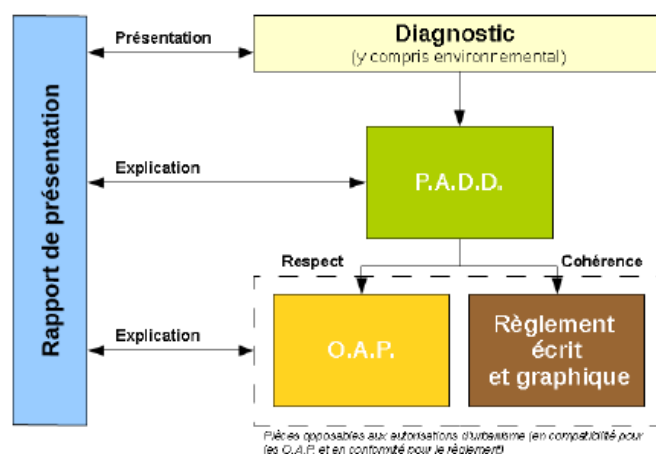 Diagnostic
(y compris environnemental)
Présentation
Rapport de présentation
P.A.D.D.
Explication
Respect
Cohérence
O.A.P.
Règlement
écrit
et graphique
Explication
Pièces opposables aux autorisations d'urbanisme (en compatibilité pour
les O.A.P. et en conformité pour le règlement)